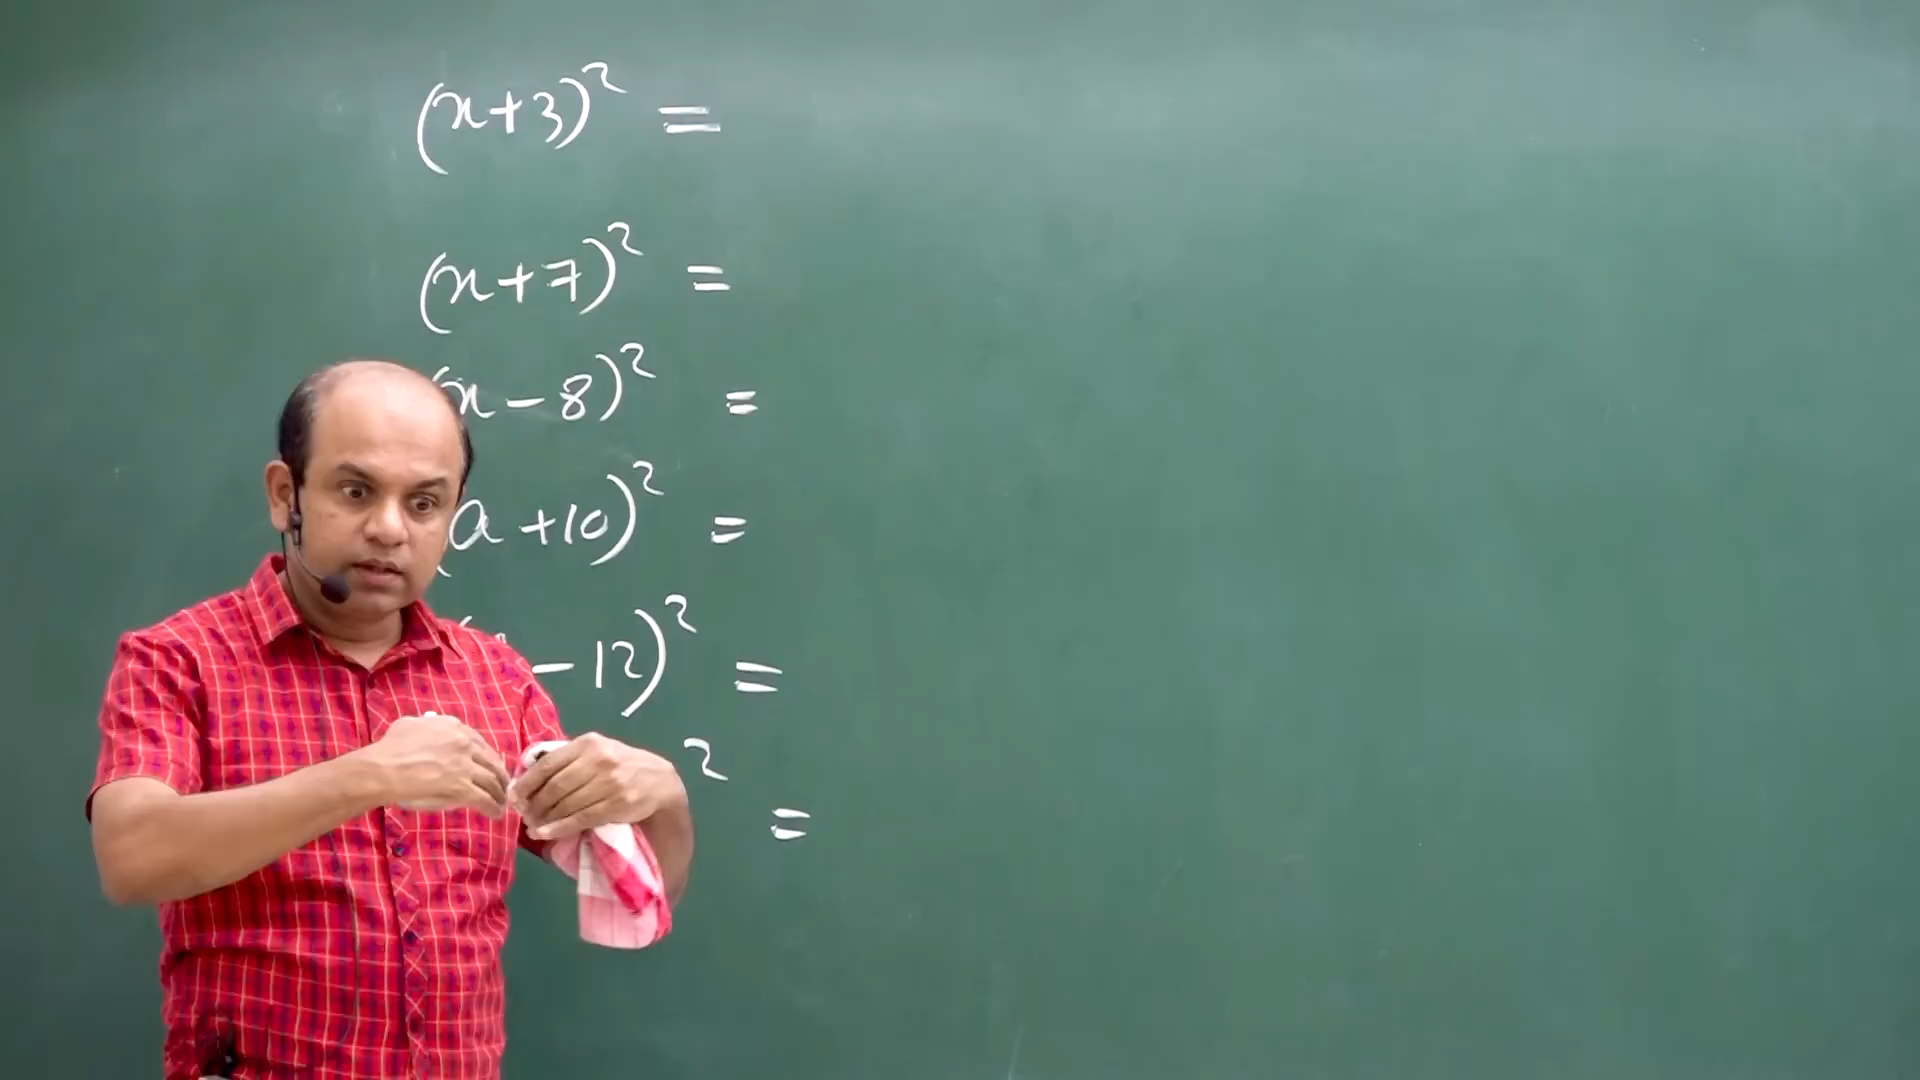 (x+3)² =
(x+7)² =
(x-8)² =
(a+10)² =
-12)² =
² =